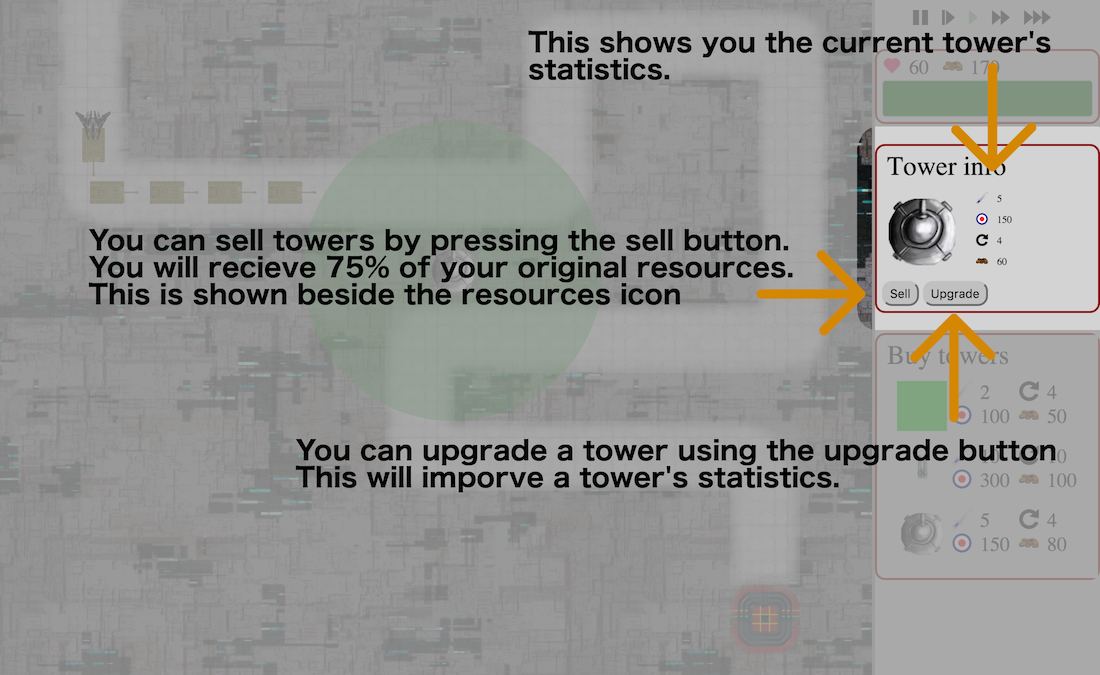 This shows you the current tower's
statistics.
60 170
Tower info
5
150
4
60
Sell Upgrade
You can sell towers by pressing the sell button.
You will recieve 75% of your original resources.
This is shown beside the resources icon
Buy towers
2 4
100 50
You can upgrade a tower using the upgrade button
This will imporve a tower's statistics.
300 100
5 4
150 80